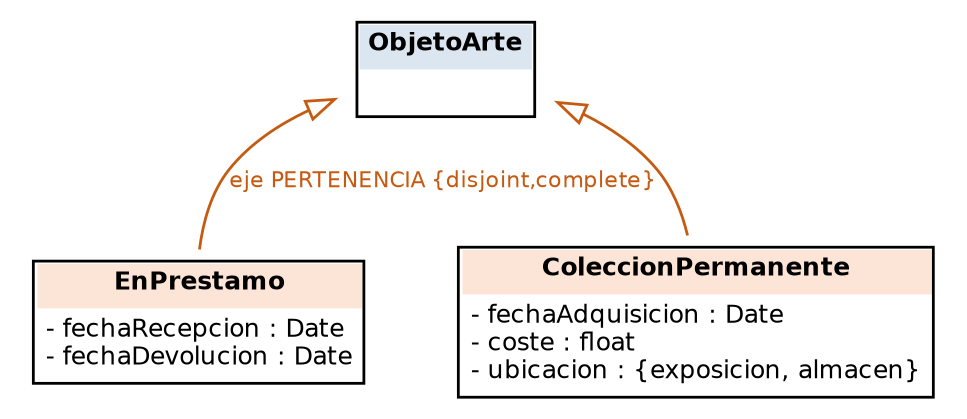 ObjetoArte
eje PERTENENCIA {disjoint,complete}
EnPrestamo
- fechaRecepcion : Date
- fechaDevolucion : Date
ColeccionPermanente
- fechaAdquisicion : Date
- coste : float
- ubicacion : {exposicion, almacen}